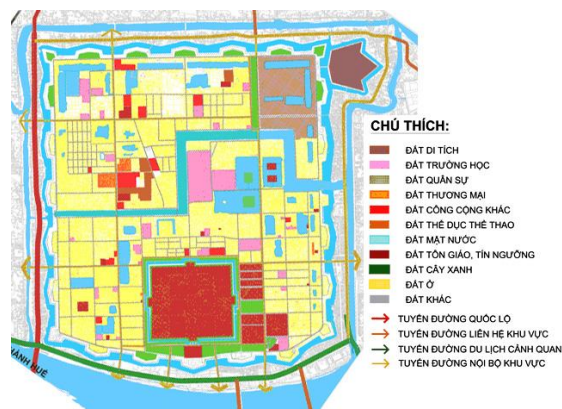 CHÚ THÍCH:
ĐẤT DI TÍCH
ĐẤT TRƯỜNG HỌC
ĐẤT QUÂN SỰ
ĐẤT THƯƠNG MẠI
ĐẤT CÔNG CỘNG KHÁC
ĐẤT THỂ DỤC THỂ THAO
ĐẤT MẶT NƯỚC
ĐẤT TÔN GIÁO, TÍN NGƯỠNG
ĐẤT CÂY XANH
ĐẤT Ở
ĐẤT KHÁC
TUYẾN ĐƯỜNG QUỐC LỘ
TUYẾN ĐƯỜNG LIÊN HỆ KHU VỰC
TUYẾN ĐƯỜNG DU LỊCH CẢNH QUAN
TUYẾN ĐƯỜNG NỘI BỘ KHU VỰC
HÀNH HUẾ